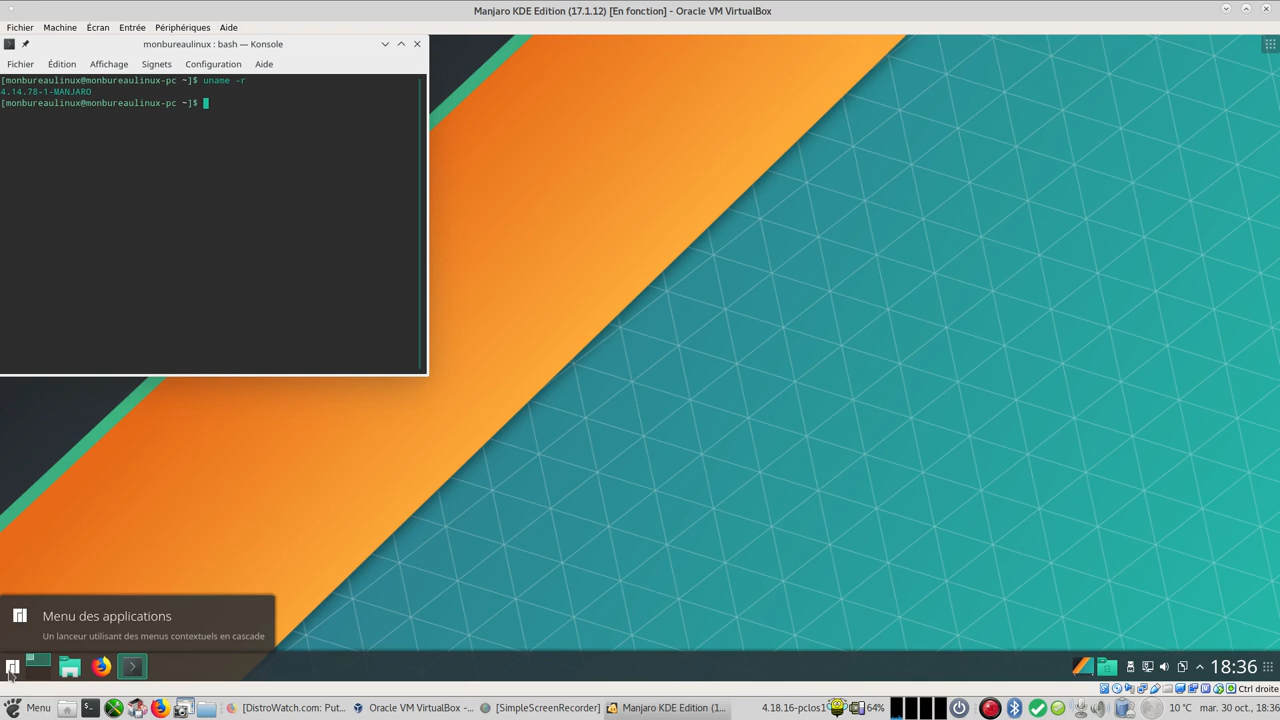 Manjaro KDE Edition (17.1.12) [En fonction] - Oracle VM VirtualBox
Fichier Machine Écran Entrée Périphériques Aide
monbureaulinux : bash — Konsole
Fichier Édition Affichage Signets Configuration Aide
[monbureaulinux@monbureaulinux-pc ~]$ uname -r
4.14.78-1-MANJARO
[monbureaulinux@monbureaulinux-pc ~]$
Menu des applications
Un lanceur utilisant des menus contextuels en cascade
18:36
Ctrl droite
Menu [DistroWatch.com: Put... Oracle VM VirtualBox -... [SimpleScreenRecorder] Manjaro KDE Edition (1... 4.18.16-pclos 64% 10 °C mar. 30 oct., 18:36